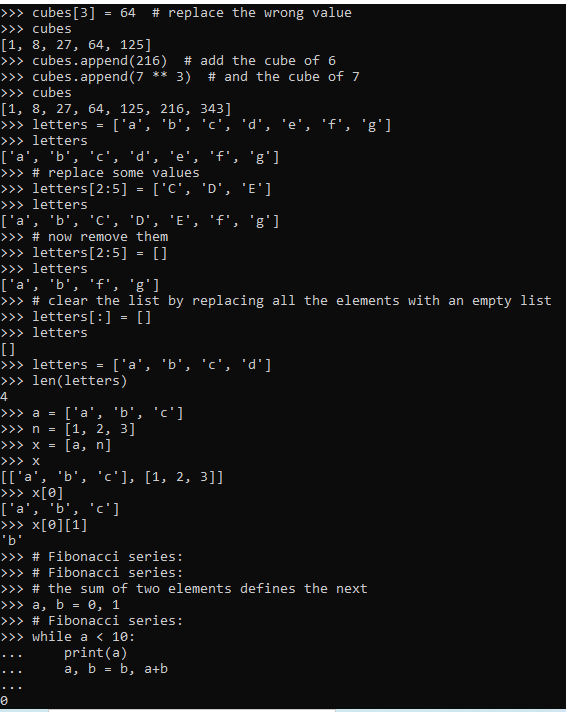 >>> cubes[3] = 64  # replace the wrong value
>>> cubes
[1, 8, 27, 64, 125]
>>> cubes.append(216)  # add the cube of 6
>>> cubes.append(7 ** 3)  # and the cube of 7
>>> cubes
[1, 8, 27, 64, 125, 216, 343]
>>> letters = ['a', 'b', 'c', 'd', 'e', 'f', 'g']
>>> letters
['a', 'b', 'c', 'd', 'e', 'f', 'g']
>>> # replace some values
>>> letters[2:5] = ['C', 'D', 'E']
>>> letters
['a', 'b', 'C', 'D', 'E', 'f', 'g']
>>> # now remove them
>>> letters[2:5] = []
>>> letters
['a', 'b', 'f', 'g']
>>> # clear the list by replacing all the elements with an empty list
>>> letters[:] = []
>>> letters
[]
>>> letters = ['a', 'b', 'c', 'd']
>>> len(letters)
4
>>> a = ['a', 'b', 'c']
>>> n = [1, 2, 3]
>>> x = [a, n]
>>> x
[['a', 'b', 'c'], [1, 2, 3]]
>>> x[0]
['a', 'b', 'c']
>>> x[0][1]
'b'
>>> # Fibonacci series:
>>> # Fibonacci series:
>>> # the sum of two elements defines the next
>>> a, b = 0, 1
>>> # Fibonacci series:
>>> while a < 10:
...     print(a)
...     a, b = b, a+b
...
0